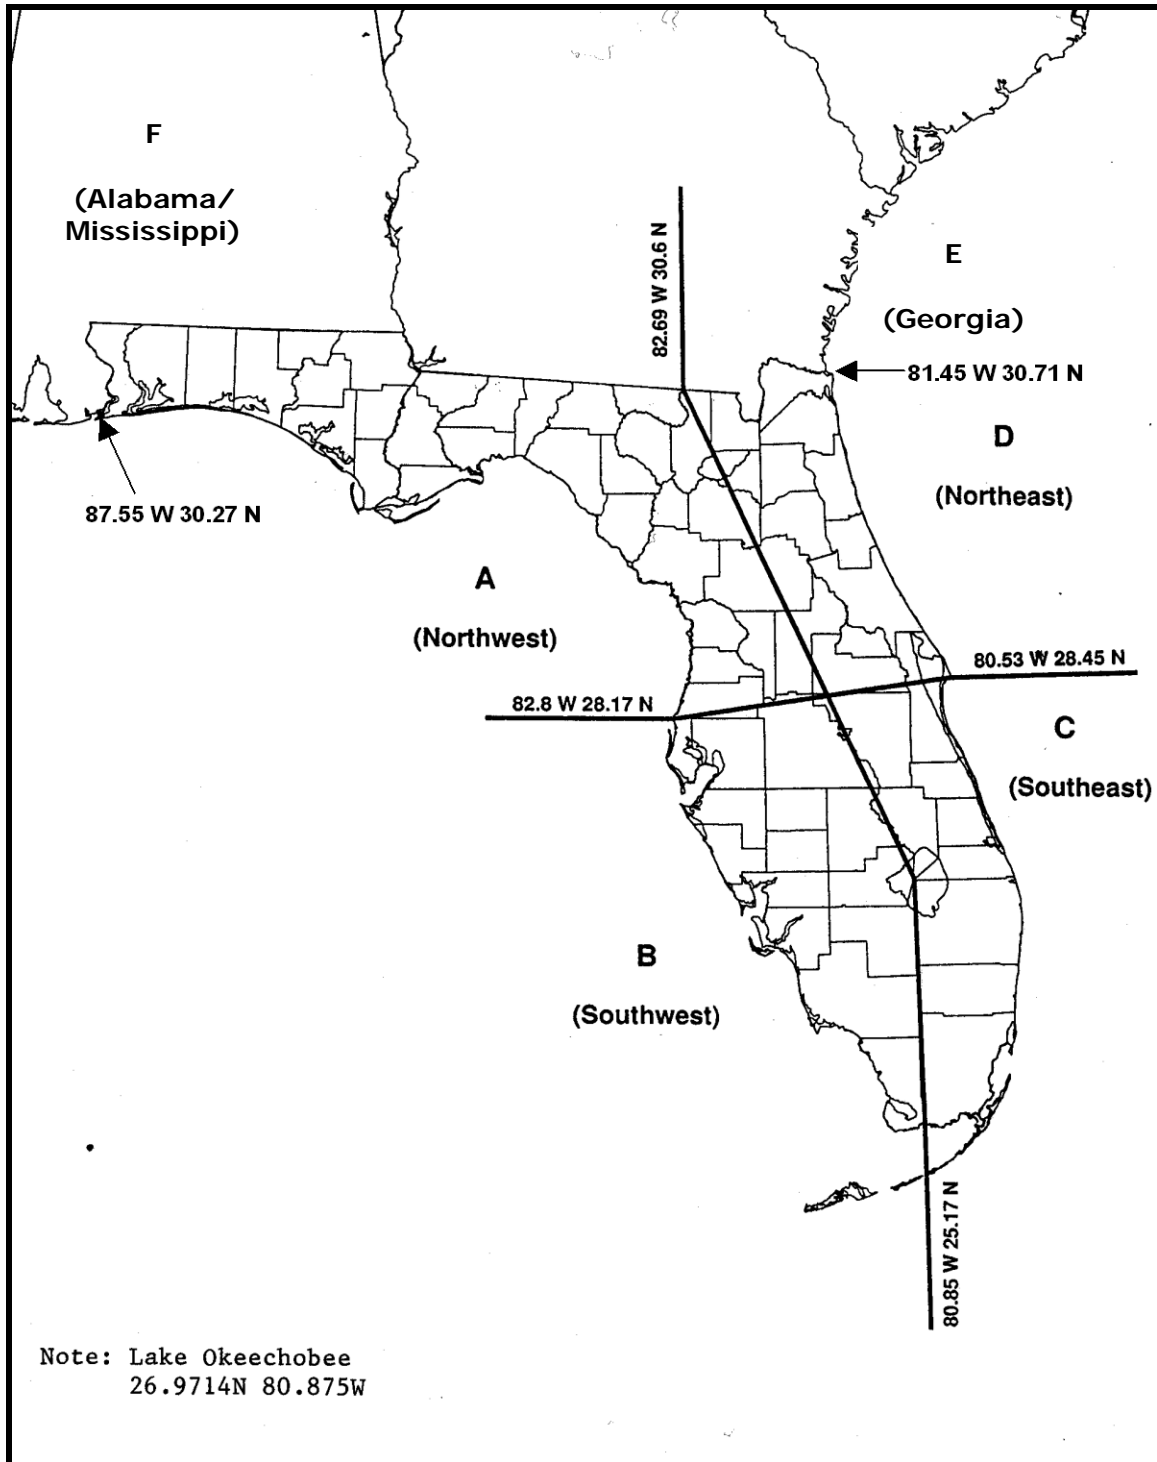 F
(Alabama/
Mississippi)
82.69 W 30.6 N
E
(Georgia)
81.45 W 30.71 N
D
(Northeast)
87.55 W 30.27 N
A
(Northwest)
80.53 W 28.45 N
82.8 W 28.17 N
C
(Southeast)
B
(Southwest)
80.85 W 25.17 N
Note: Lake Okeechobee
26.9714N 80.875W